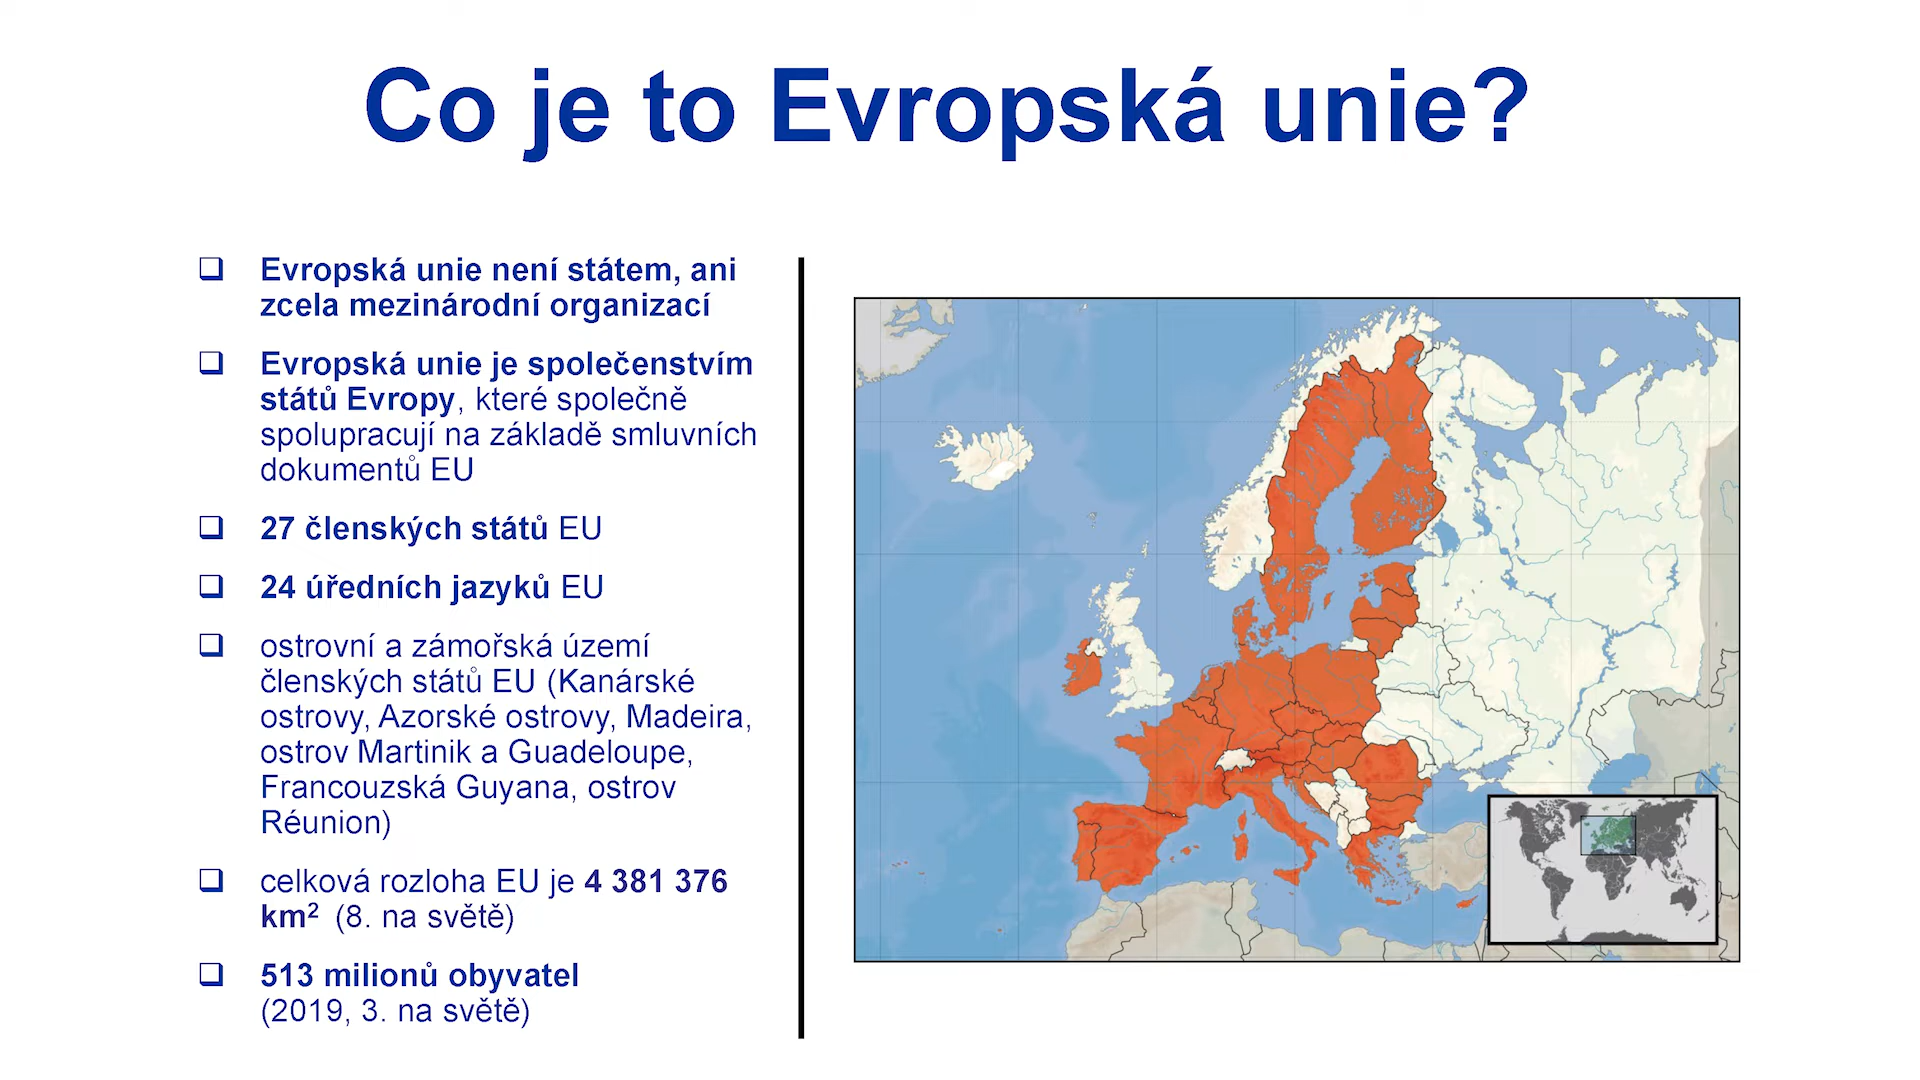 Co je to Evropská unie?
Evropská unie není státem, ani
zcela mezinárodní organizací
Evropská unie je společenstvím
států Evropy, které společně
spolupracují na základě smluvních
dokumentů EU
27 členských států EU
24 úředních jazyků EU
ostrovní a zámořská území
členských států EU (Kanárské
ostrovy, Azorské ostrovy, Madeira,
ostrov Martinik a Guadeloupe,
Francouzská Guyana, ostrov
Réunion)
celková rozloha EU je 4 381 376
km² (8. na světě)
513 milionů obyvatel
(2019, 3. na světě)